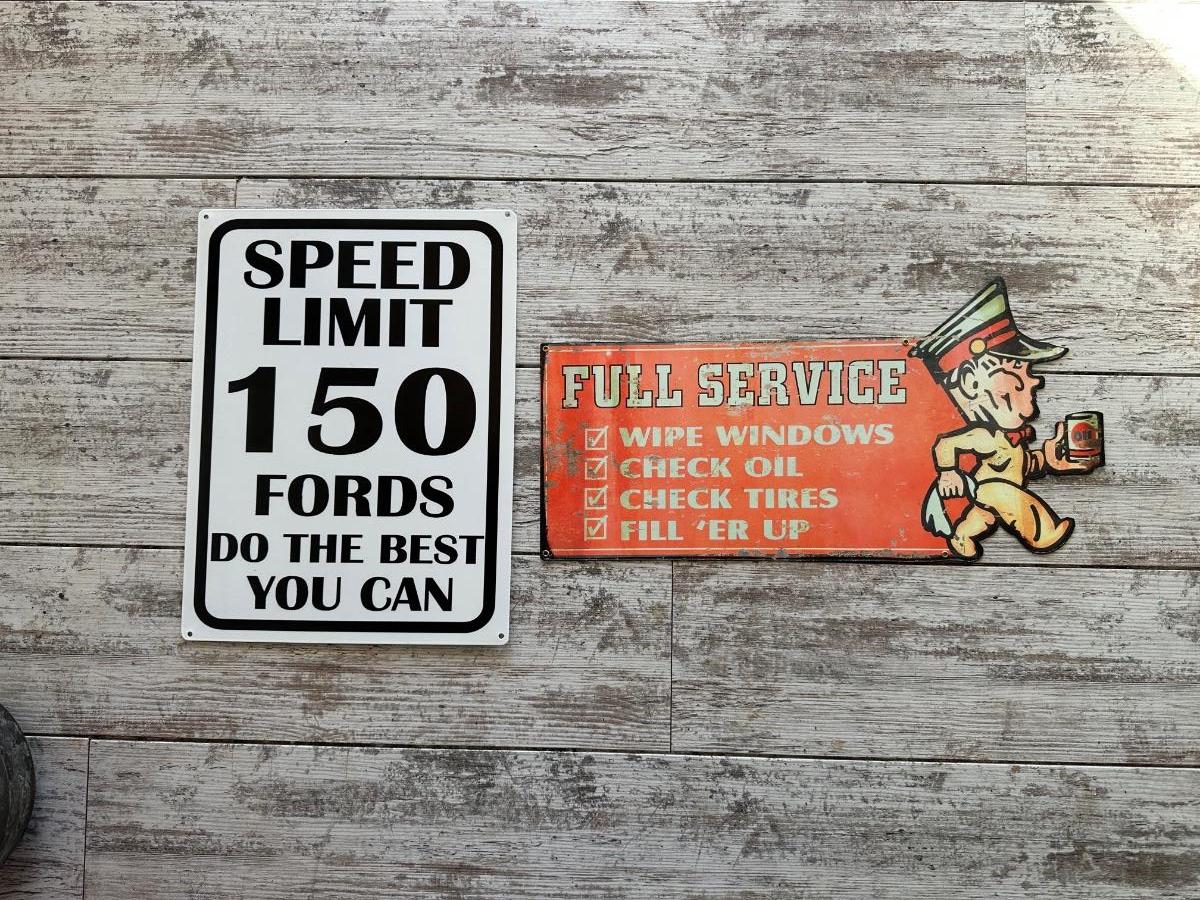 SPEED
LIMIT
150
FORDS
DO THE BEST
YOU CAN
FULL SERVICE
WIPE WINDOWS
CHECK OIL
CHECK TIRES
FILL 'ER UP
OIL